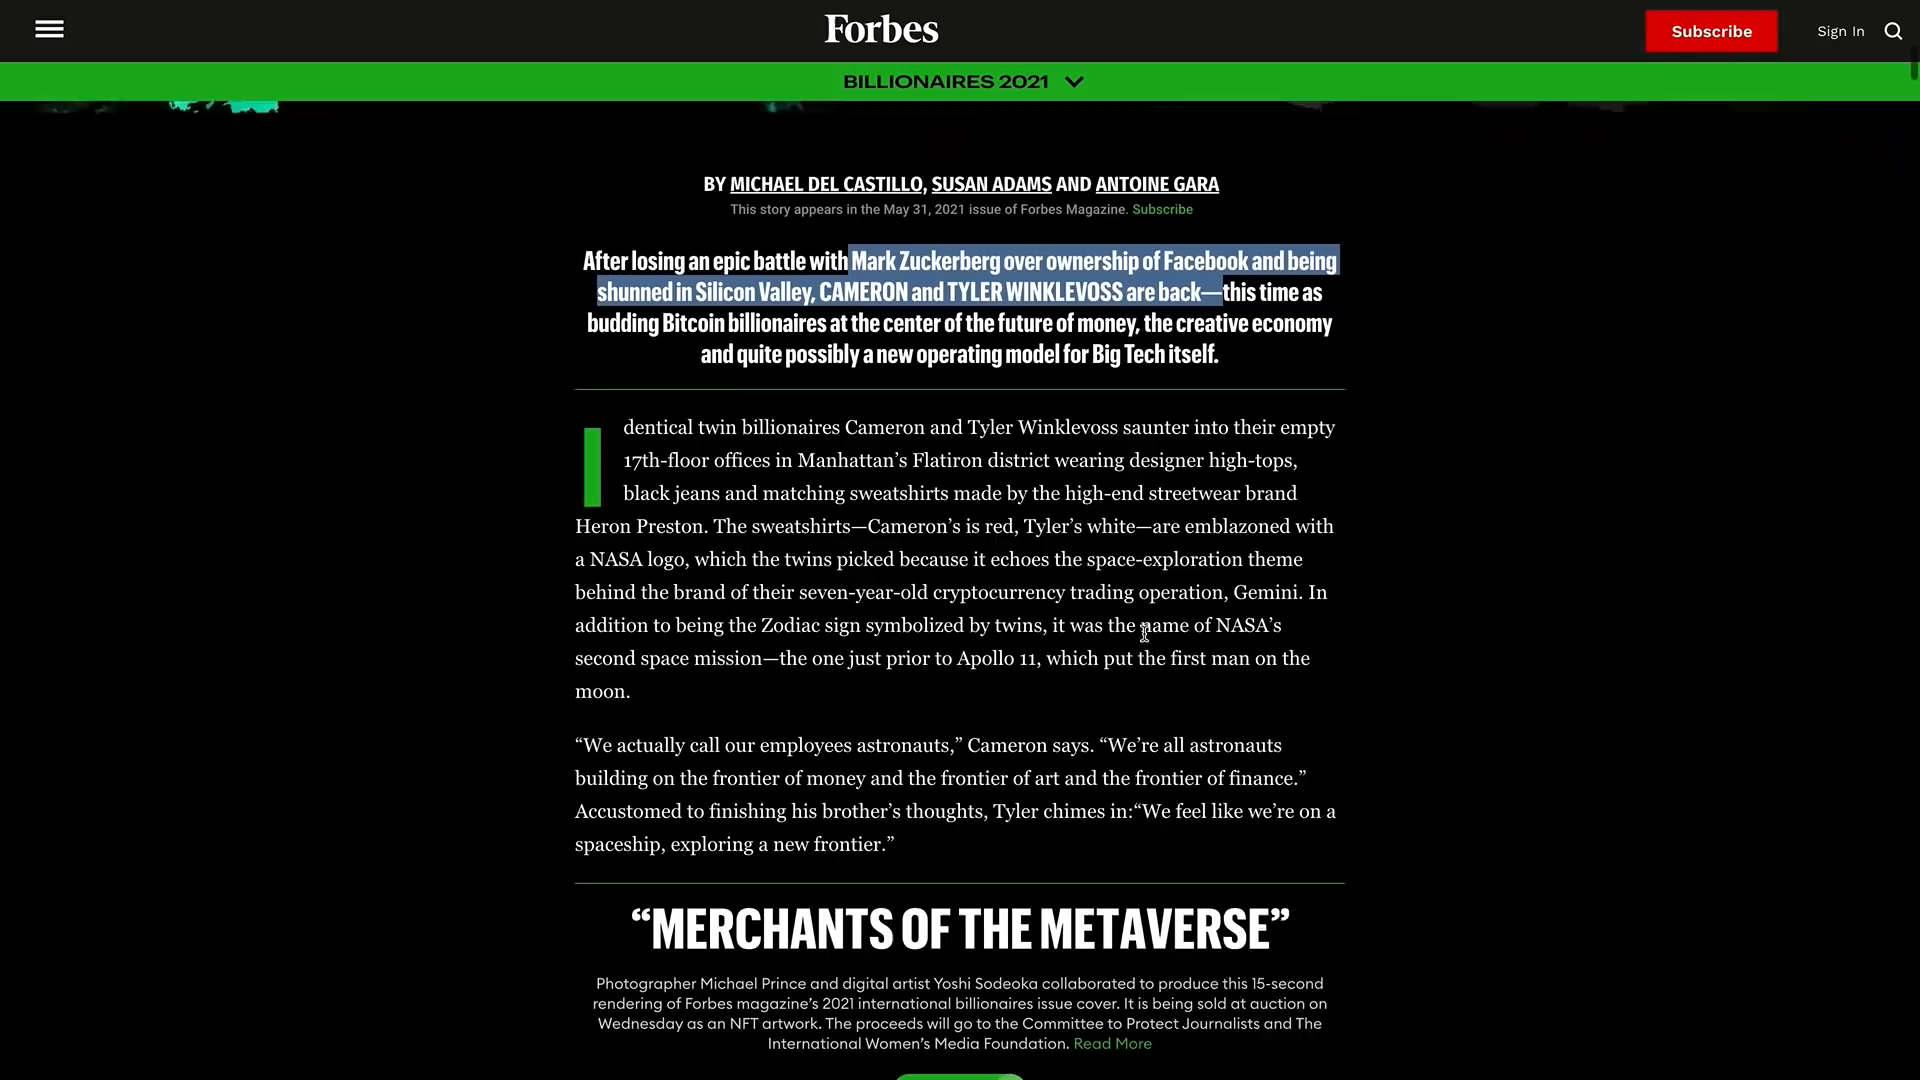 Forbes
Subscribe
Sign In
BILLIONAIRES 2021
BY MICHAEL DEL CASTILLO, SUSAN ADAMS AND ANTOINE GARA
This story appears in the May 31, 2021 issue of Forbes Magazine. Subscribe
After losing an epic battle with Mark Zuckerberg over ownership of Facebook and being
shunned in Silicon Valley, CAMERON and TYLER WINKLEVOSS are back—this time as
budding Bitcoin billionaires at the center of the future of money, the creative economy
and quite possibly a new operating model for Big Tech itself.
Identical twin billionaires Cameron and Tyler Winklevoss saunter into their empty
17th-floor offices in Manhattan’s Flatiron district wearing designer high-tops,
black jeans and matching sweatshirts made by the high-end streetwear brand
Heron Preston. The sweatshirts—Cameron’s is red, Tyler’s white—are emblazoned with
a NASA logo, which the twins picked because it echoes the space-exploration theme
behind the brand of their seven-year-old cryptocurrency trading operation, Gemini. In
addition to being the Zodiac sign symbolized by twins, it was the name of NASA’s
second space mission—the one just prior to Apollo 11, which put the first man on the
moon.
“We actually call our employees astronauts,” Cameron says. “We’re all astronauts
building on the frontier of money and the frontier of art and the frontier of finance.”
Accustomed to finishing his brother’s thoughts, Tyler chimes in:“We feel like we’re on a
spaceship, exploring a new frontier.”
“MERCHANTS OF THE METAVERSE”
Photographer Michael Prince and digital artist Yoshi Sodeoka collaborated to produce this 15-second
rendering of Forbes magazine’s 2021 international billionaires issue cover. It is being sold at auction on
Wednesday as an NFT artwork. The proceeds will go to the Committee to Protect Journalists and The
International Women’s Media Foundation. Read More